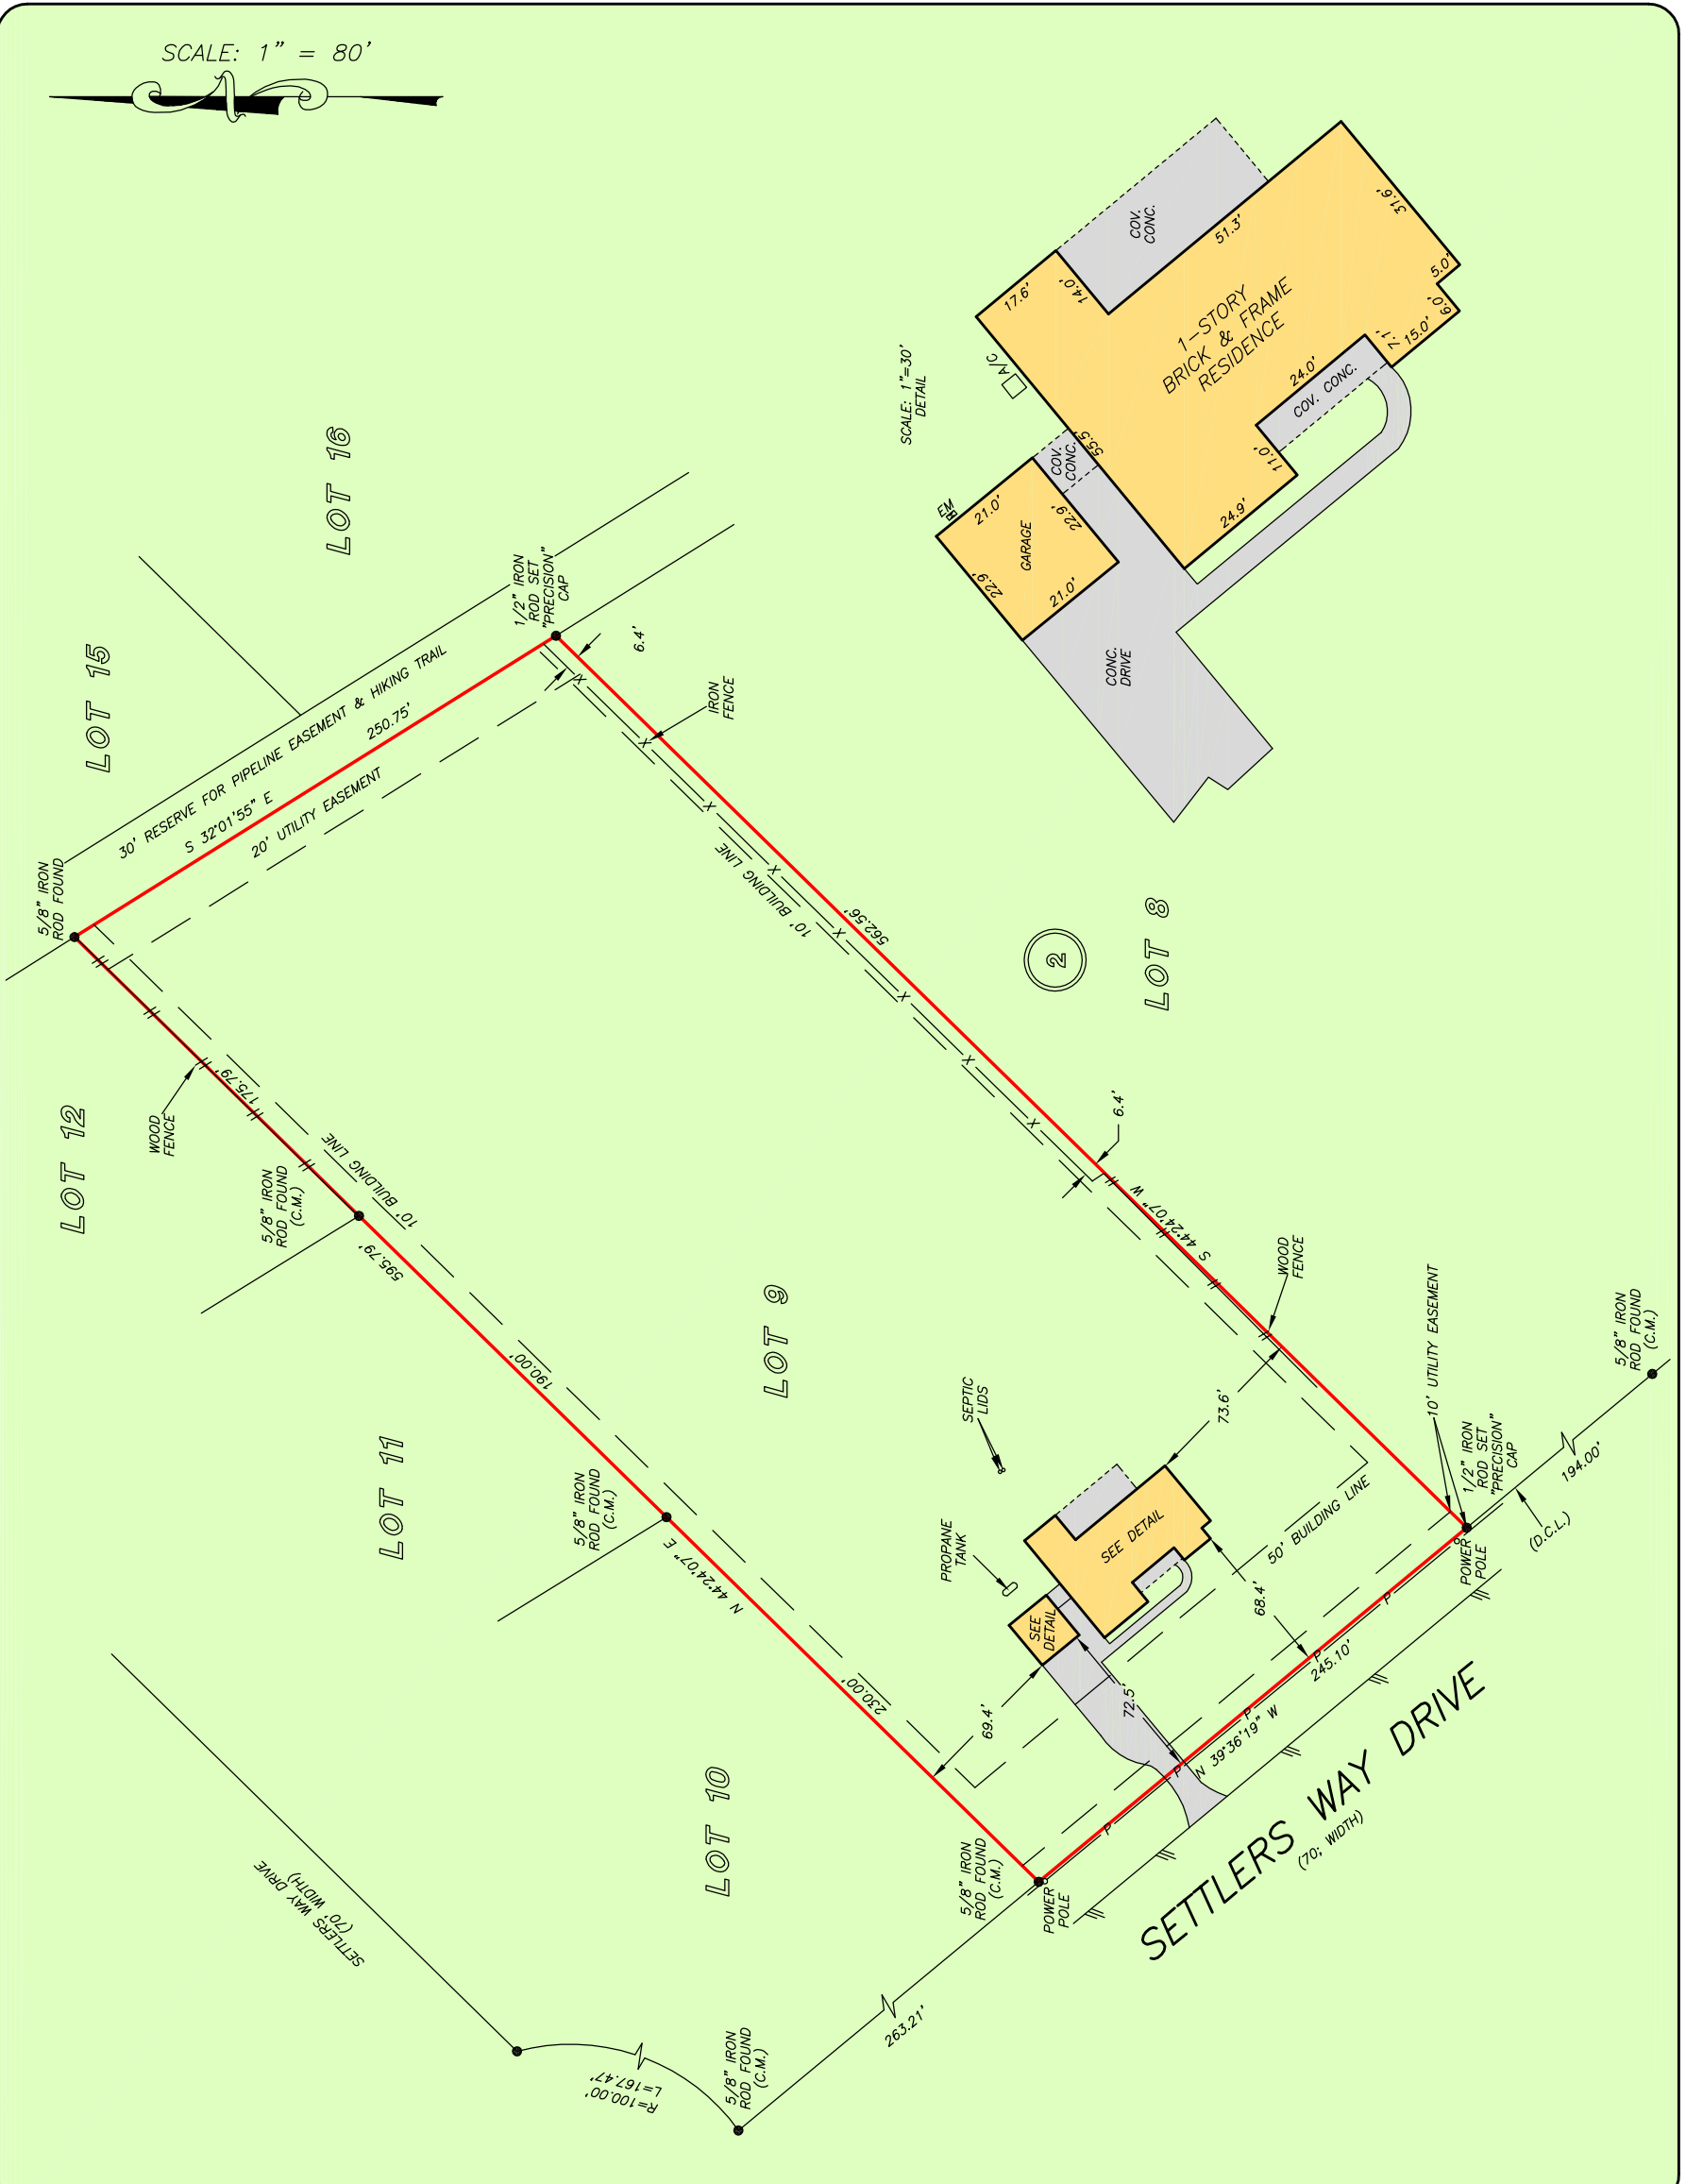 SCALE: 1" = 80'
N
COV.
CONC.
51.3'
31.6'
17.6'
14.0'
5.0'
9.0'
15.0'
7.1'
1-STORY
BRICK & FRAME
RESIDENCE
24.0'
COV. CONC.
11.0'
24.9'
SCALE: 1"=30'
DETAIL
A/C
55.5'
COV.
CONC.
EM
21.0'
22.9'
GARAGE
22.9'
21.0'
CONC.
DRIVE
LOT 16
LOT 15
1/2" IRON
ROD SET
"PRECISION"
CAP
6.4'
30' RESERVE FOR PIPELINE EASEMENT & HIKING TRAIL
S 32°01'55" E
250.75'
20' UTILITY EASEMENT
IRON
FENCE
X
X
X
X
X
X
X
X
10' BUILDING LINE
562.56'
5/8" IRON
ROD FOUND
2
LOT 8
LOT 12
WOOD
FENCE
175.79'
10' BUILDING LINE
5/8" IRON
ROD FOUND
(C.M.)
595.79'
6.4'
S 44°24'07" W
WOOD
FENCE
LOT 9
190.00'
LOT 11
5/8" IRON
ROD FOUND
(C.M.)
N 44°24'07" E
SEPTIC
LIDS
73.6'
10' UTILITY EASEMENT
5/8" IRON
ROD FOUND
(C.M.)
1/2" IRON
ROD SET
"PRECISION"
CAP
194.00'
(D.C.L.)
PROPANE
TANK
SEE DETAIL
50' BUILDING LINE
SEE
DETAIL
68.4'
POWER
POLE
P
P
P
P
P
245.10'
230.00'
69.4'
72.5'
N 39°36'19" W
LOT 10
SETTLERS WAY DRIVE
(70; WIDTH)
5/8" IRON
ROD FOUND
(C.M.)
POWER
POLE
SETTLERS WAY DRIVE
(70' WIDTH)
263.21'
R=100.00'
L=167.47'
5/8" IRON
ROD FOUND
(C.M.)